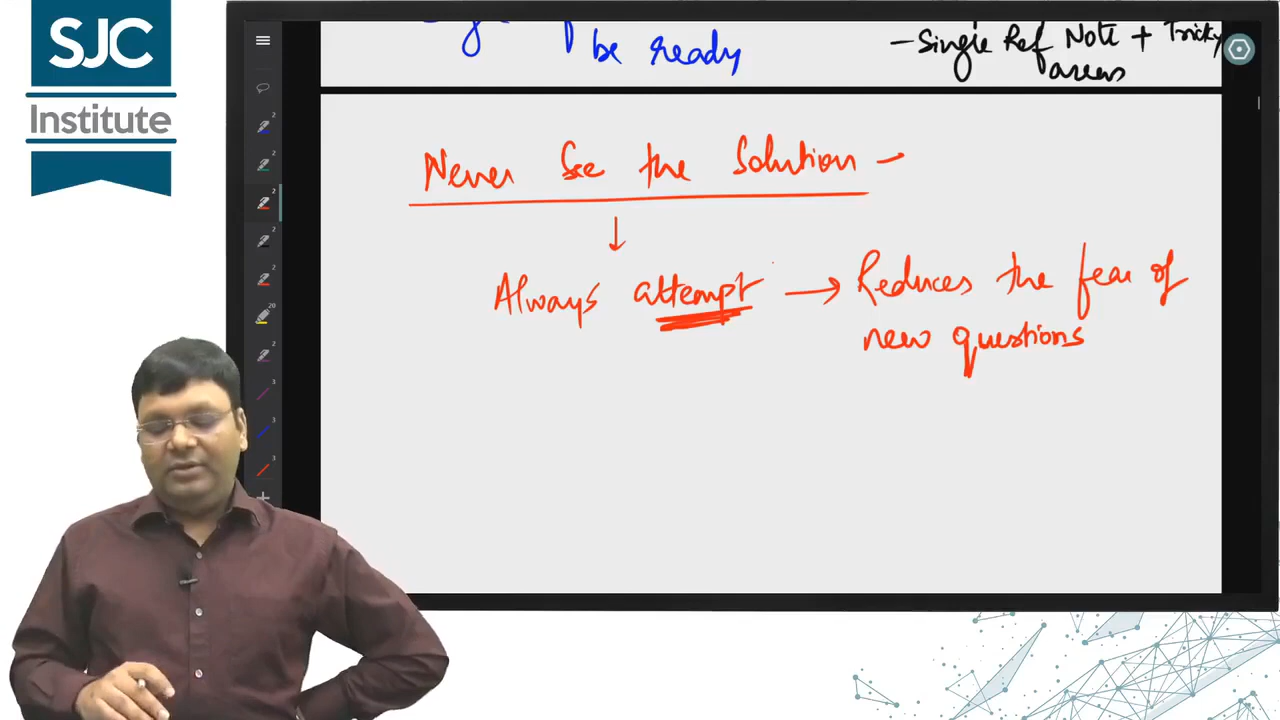 SJC
Institute
be ready
- Single Ref Note + Tricky
areas
Never See the Solution -
↓
Always attempt → Reduces the fear of
new questions